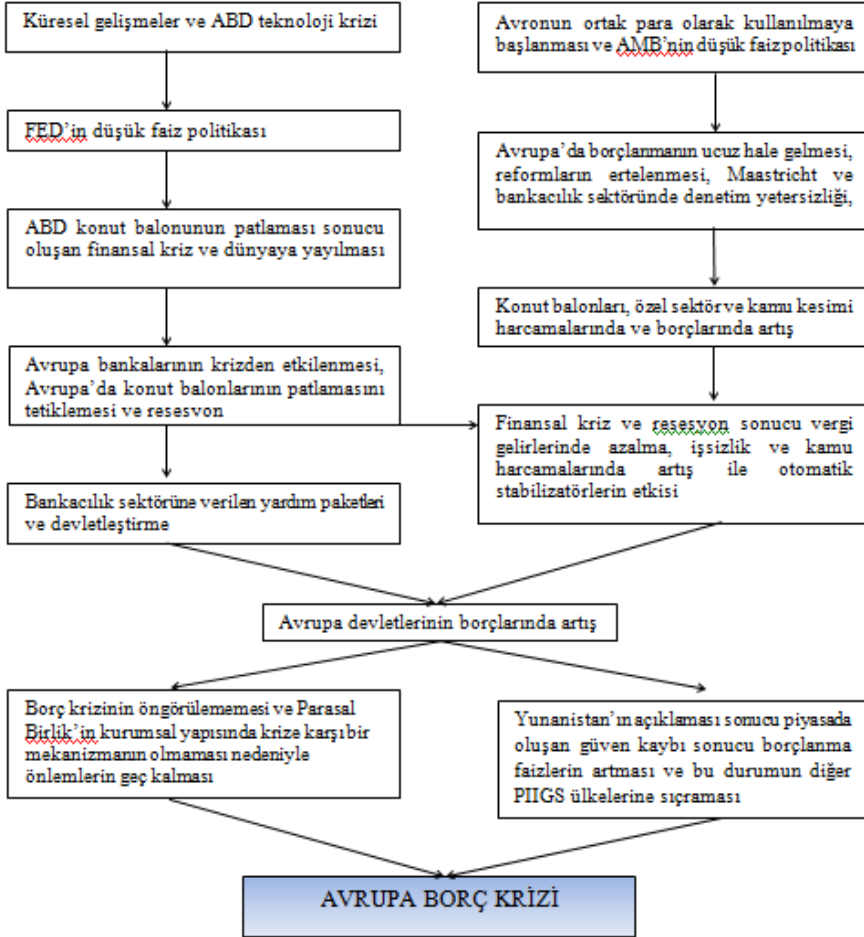 Küresel gelişmeler ve ABD teknoloji krizi
FED’in düşük faiz politikası
ABD konut balonunun patlaması sonucu
oluşan finansal kriz ve dünyaya yayılması
Avrupa bankalarının krizden etkilenmesi,
Avrupa’da konut balonlarının patlamasını
tetiklemesi ve resesvon
Bankacılık sektörüne verilen yardım paketleri
ve devletleştirme
Avronun ortak para olarak kullanılmaya
başlanması ve AMB’nin düşük faiz politikası
Avrupa’da borçlanmanın ucuz hale gelmesi,
reformların ertelenmesi, Maastricht ve
bankacılık sektöründe denetim yetersizliği,
Konut balonları, özel sektör ve kamu kesimi
harcamalarında ve borçlarında artış
Finansal kriz ve resesyon sonucu vergi
gelirlerinde azalma, işsizlik ve kamu
harcamalarında artış ile otomatik
stabilizatörlerin etkisi
Avrupa devletlerinin borçlarında artış
Borç krizinin öngörülememesi ve Parasal
Birlik’in kurumsal yapısında krize karşı bir
mekanizmanın olmaması nedeniyle
önlemlerin geç kalması
Yunanistan’ın açıklaması sonucu piyasada
oluşan güven kaybı sonucu borçlanma
faizlerin artması ve bu durumun diğer
PIIGS ülkelerine sıçraması
AVRUPA BORÇ KRİZİ